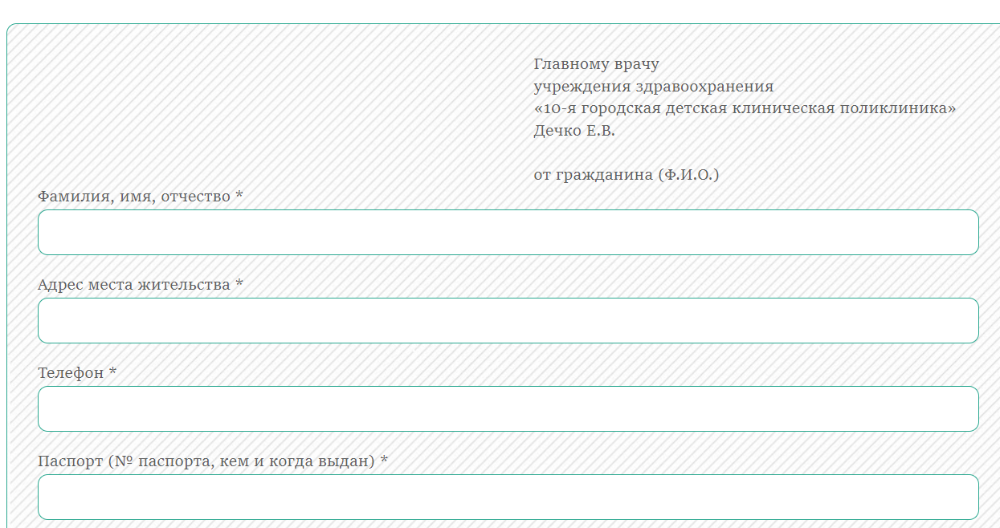 Главному врачу
учреждения здравоохранения
«10-я городская детская клиническая поликлиника»
Дечко Е.В.
от гражданина (Ф.И.О.)
Фамилия, имя, отчество *
Адрес места жительства *
Телефон *
Паспорт (№ паспорта, кем и когда выдан) *